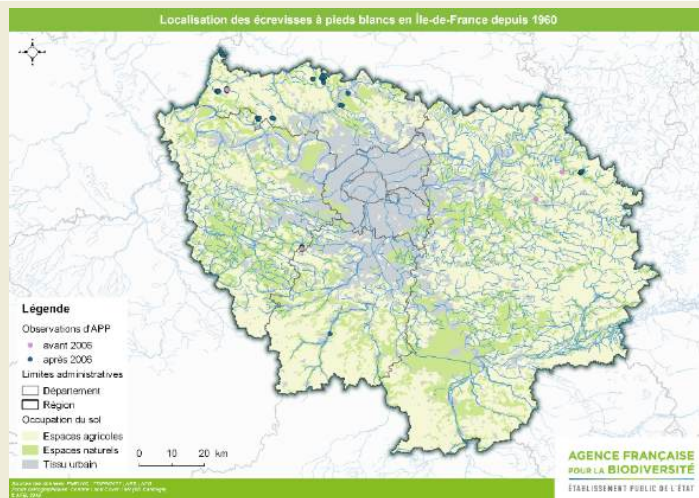 Localisation des écrevisses à pieds blancs en Île-de-France depuis 1960
Légende
Observations d'APP
avant 2006
après 2006
Limites administratives
Département
Région
Occupation du sol
Espaces agricoles
Espaces naturels
Tissu urbain
0 10 20 km
AGENCE FRANÇAISE
POUR LA BIODIVERSITÉ
ÉTABLISSEMENT PUBLIC DE L'ÉTAT